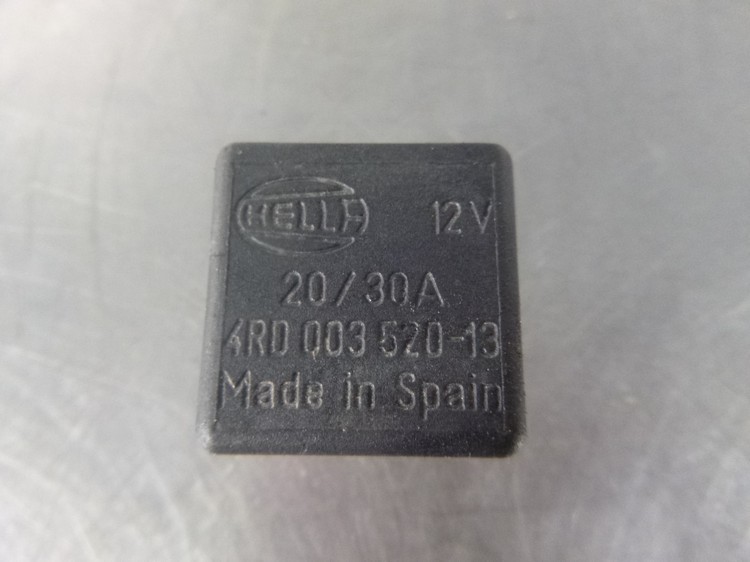 HELLA 12V
20/30A
4RD 003 520-13
Made in Spain